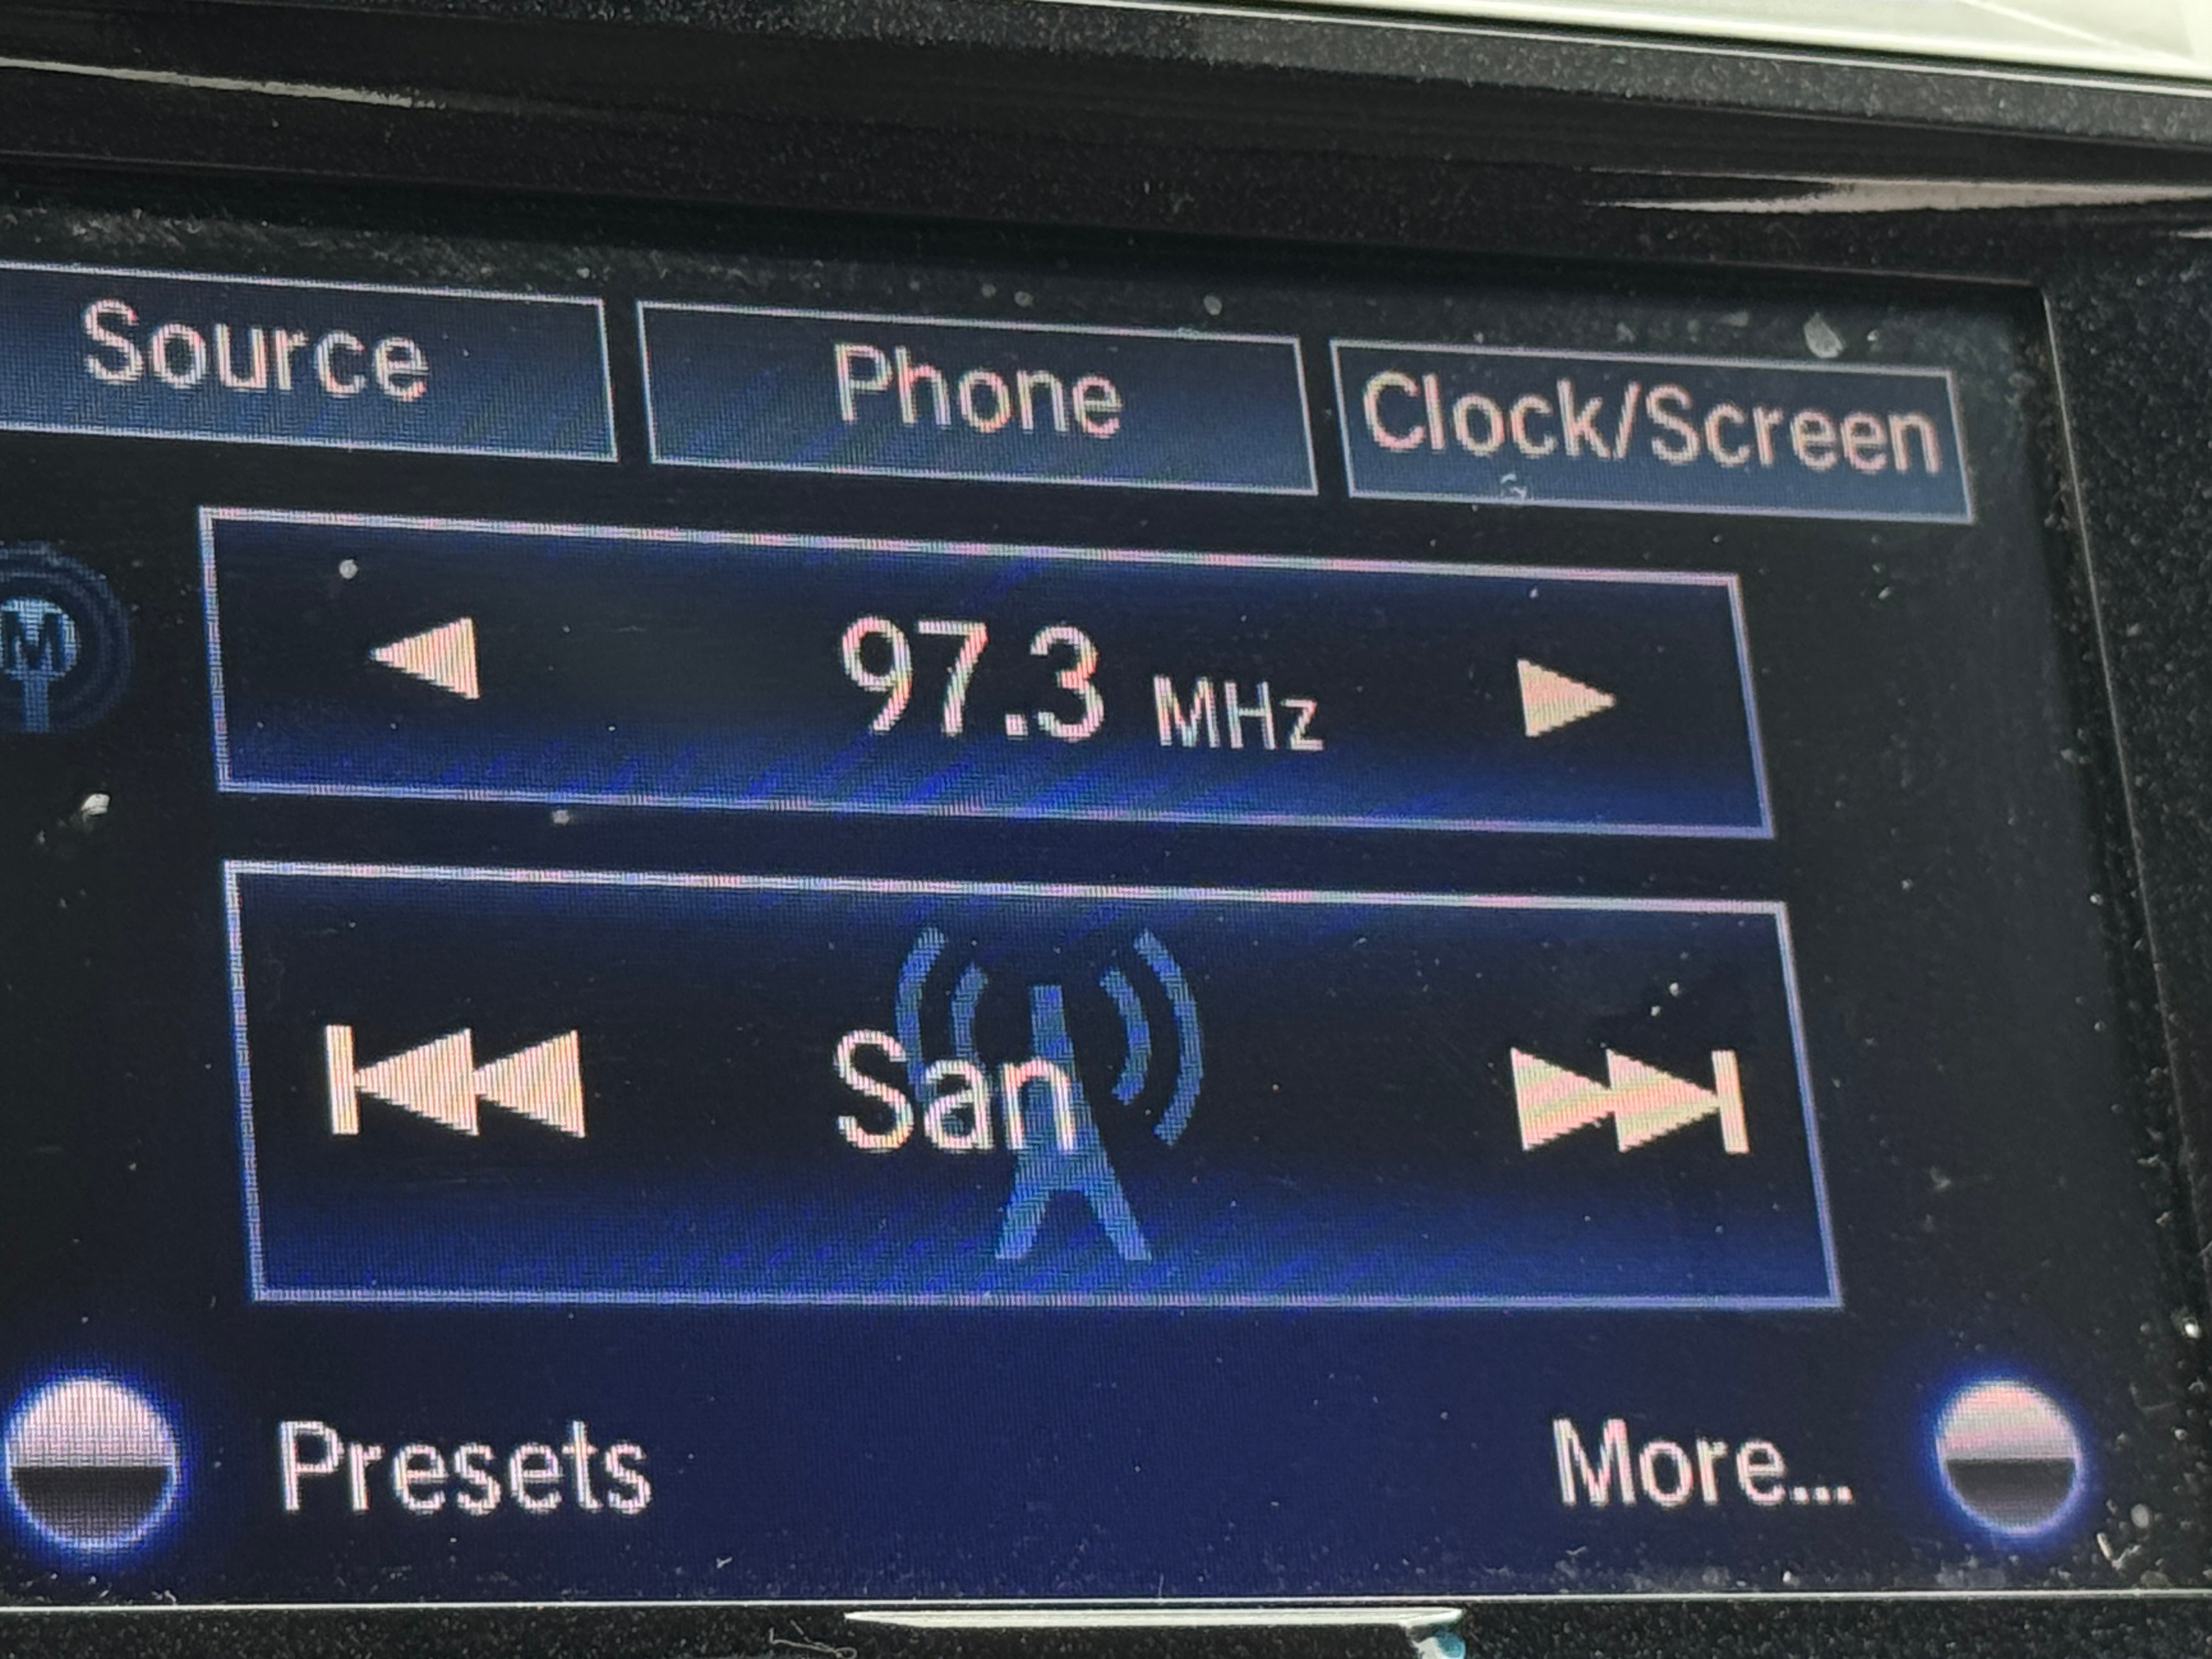 Source Phone Clock/Screen
M
97.3 MHz
San
Presets More...